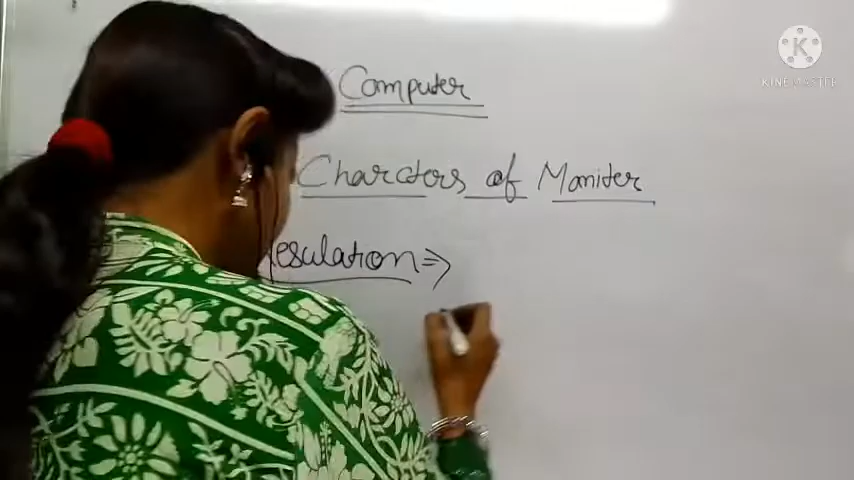 Computer
Charctors of Moniter
esulation =>
K
KINEMASTER